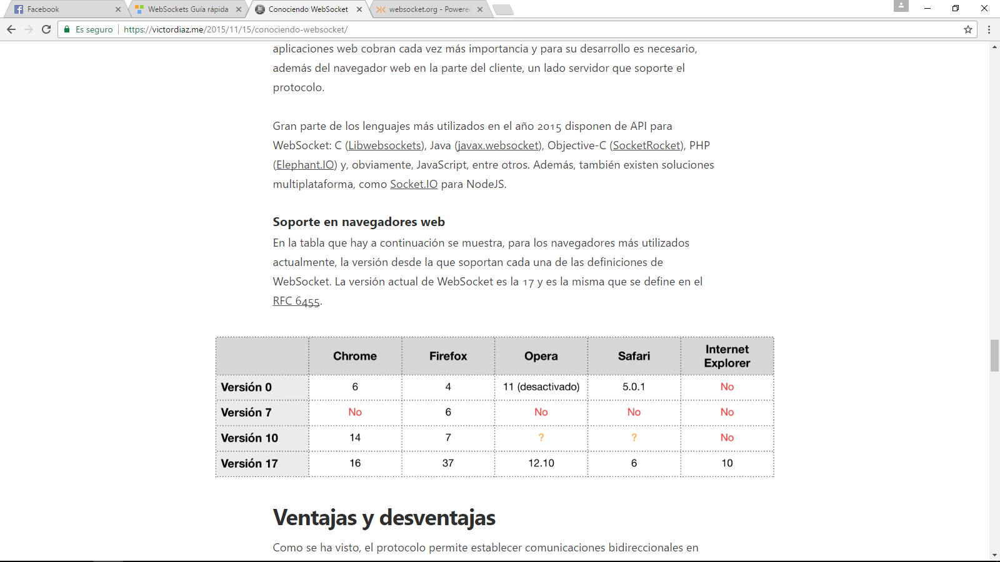 Facebook
WebSockets Guía rápida
Conociendo WebSocket
websocket.org - Powere
Es seguro
https://victordiaz.me/2015/11/15/conociendo-websocket/
aplicaciones web cobran cada vez más importancia y para su desarrollo es necesario,
además del navegador web en la parte del cliente, un lado servidor que soporte el
protocolo.
Gran parte de los lenguajes más utilizados en el año 2015 disponen de API para
WebSocket: C (Libwebsockets), Java (javax.websocket), Objective-C (SocketRocket), PHP
(Elephant.IO) y, obviamente, JavaScript, entre otros. Además, también existen soluciones
multiplataforma, como Socket.IO para NodeJS.
Soporte en navegadores web
En la tabla que hay a continuación se muestra, para los navegadores más utilizados
actualmente, la versión desde la que soportan cada una de las definiciones de
WebSocket. La versión actual de WebSocket es la 17 y es la misma que se define en el
RFC 6455.
Chrome Firefox Opera Safari Internet Explorer
Versión 0 6 4 11 (desactivado) 5.0.1 No
Versión 7 No 6 No No No
Versión 10 14 7 ? ? No
Versión 17 16 37 12.10 6 10
Ventajas y desventajas
Como se ha visto, el protocolo permite establecer comunicaciones bidireccionales en